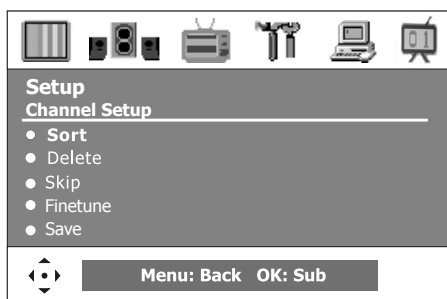 01
Setup
Channel Setup
Sort
Delete
Skip
Finetune
Save
Menu: Back OK: Sub